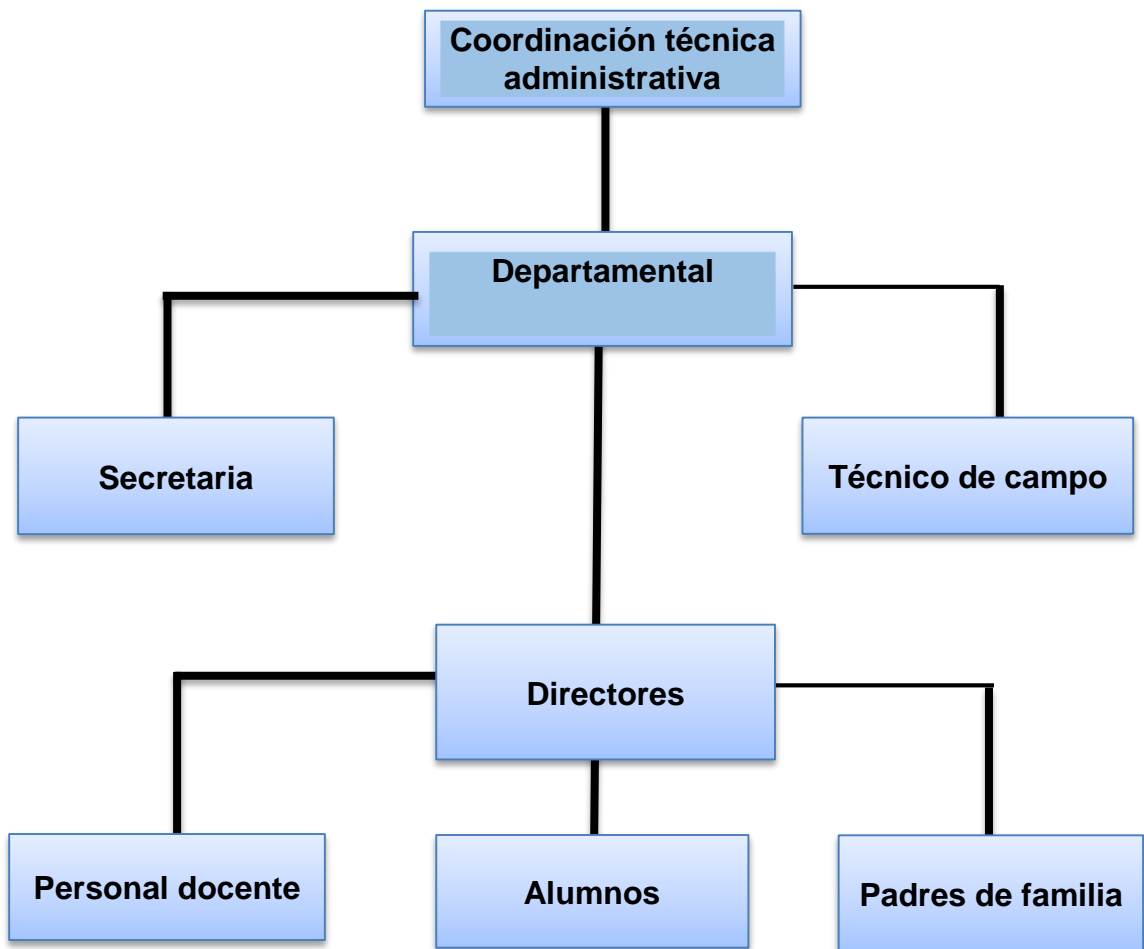 Coordinación técnica
administrativa
Departamental
Secretaria
Técnico de campo
Directores
Personal docente
Alumnos
Padres de familia